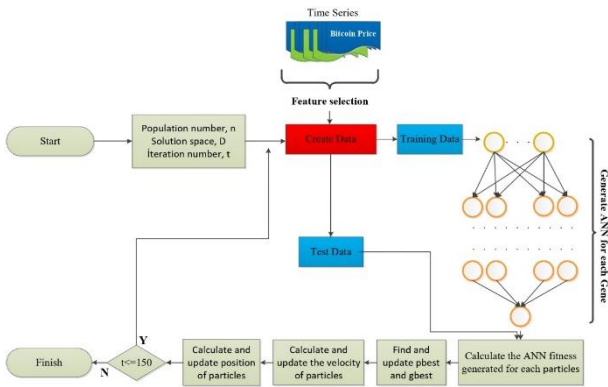 Time Series
Bitcoin Price
Feature selection
Start
Population number, n
Solution space, D
İteration number, t
Create Data
Training Data
Test Data
Generate ANN for each Gene
Finish
N
t<=150
Y
Calculate and
update position
of particles
Calculate and
update the velocity
of particles
Find and
update pbest
and gbest
Calculate the ANN fitness
generated for each particles